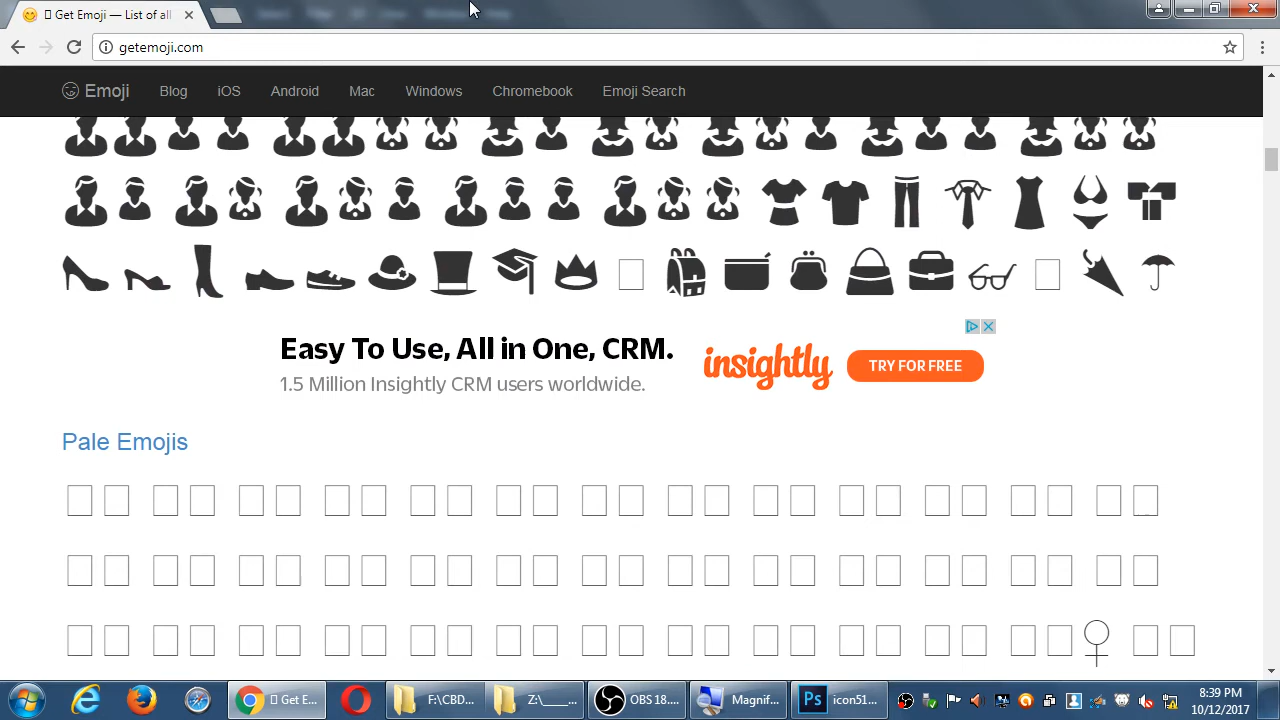 Get Emoji — List of all
getemoji.com
Emoji Blog iOS Android Mac Windows Chromebook Emoji Search
Easy To Use, All in One, CRM.
1.5 Million Insightly CRM users worldwide.
insightly
TRY FOR FREE
Pale Emojis
Get E...
F:\CBD...
Z:\____...
OBS 18....
Magnif...
Ps
icon51...
8:39 PM
10/12/2017